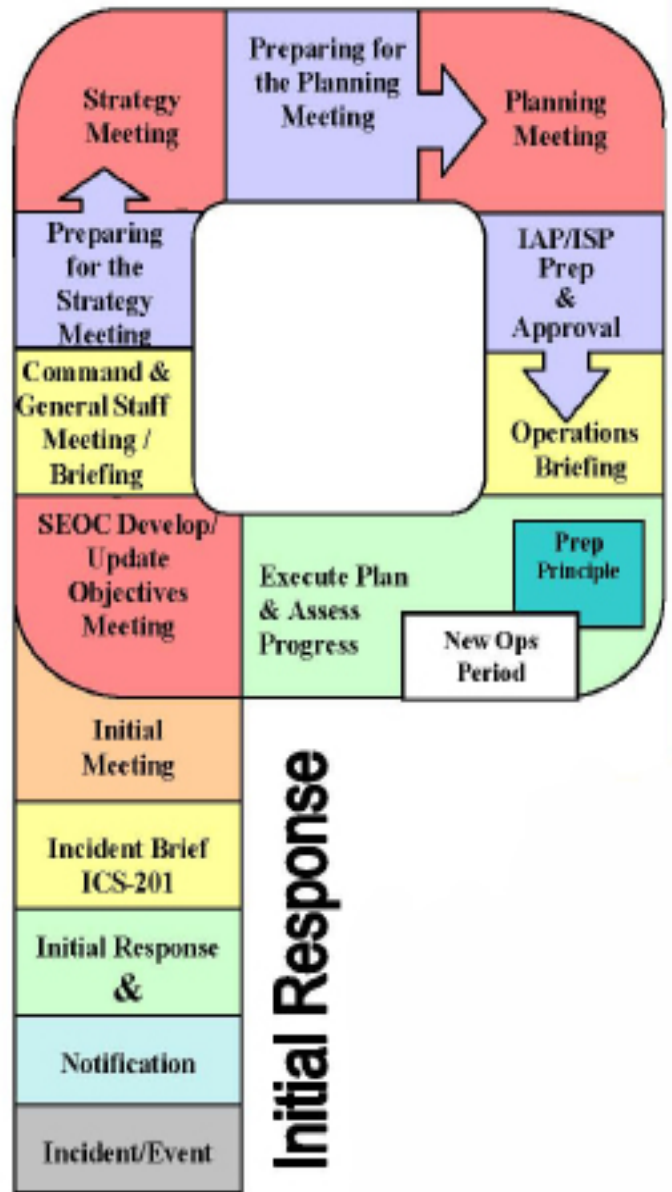 Strategy
Meeting
Preparing for
the Planning
Meeting
Planning
Meeting
Preparing
for the
Strategy
Meeting
IAP/ISP
Prep
&
Approval
Command &
General Staff
Meeting /
Briefing
Operations
Briefing
SEOC Develop/
Update
Objectives
Meeting
Execute Plan
& Assess
Progress
Prep
Principle
New Ops
Period
Initial
Meeting
Incident Brief
ICS-201
Initial Response
&
Notification
Incident/Event
Initial Response